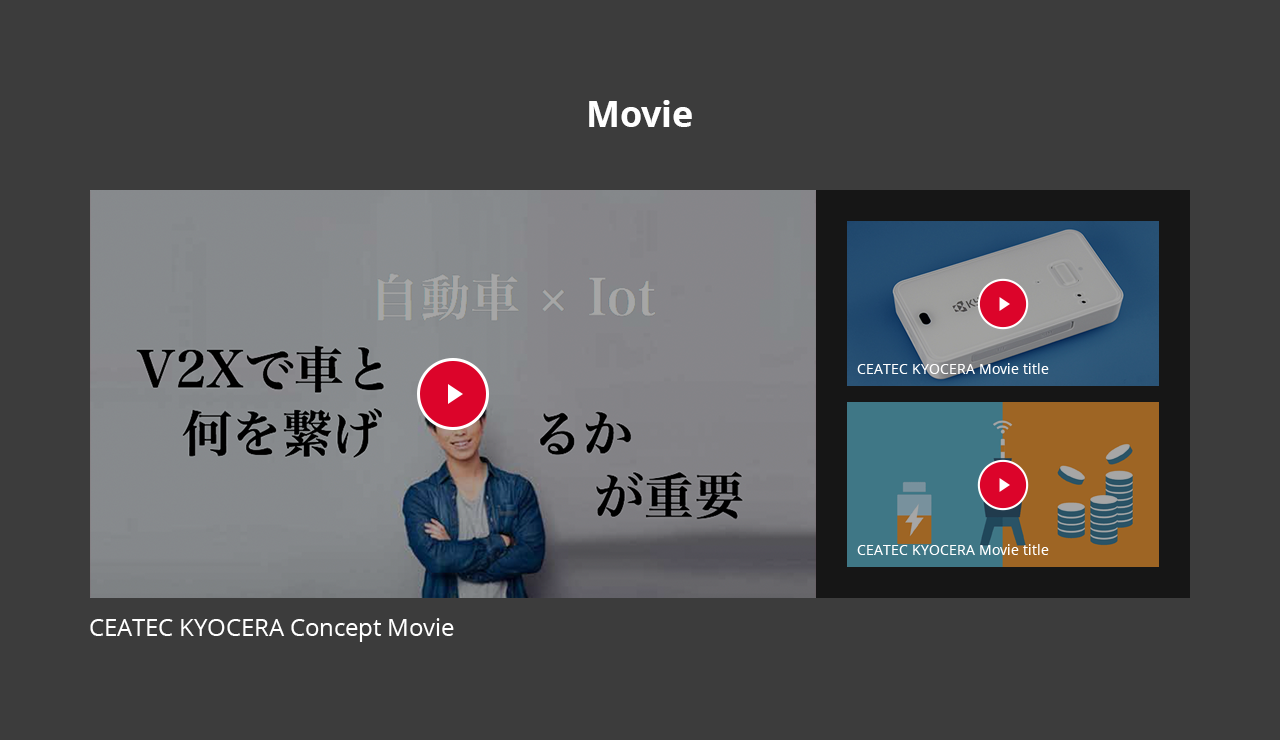 Movie
自動車 × Iot
V2Xで車と
何を繋げ るか
が重要
CEATEC KYOCERA Movie title
CEATEC KYOCERA Movie title
CEATEC KYOCERA Concept Movie